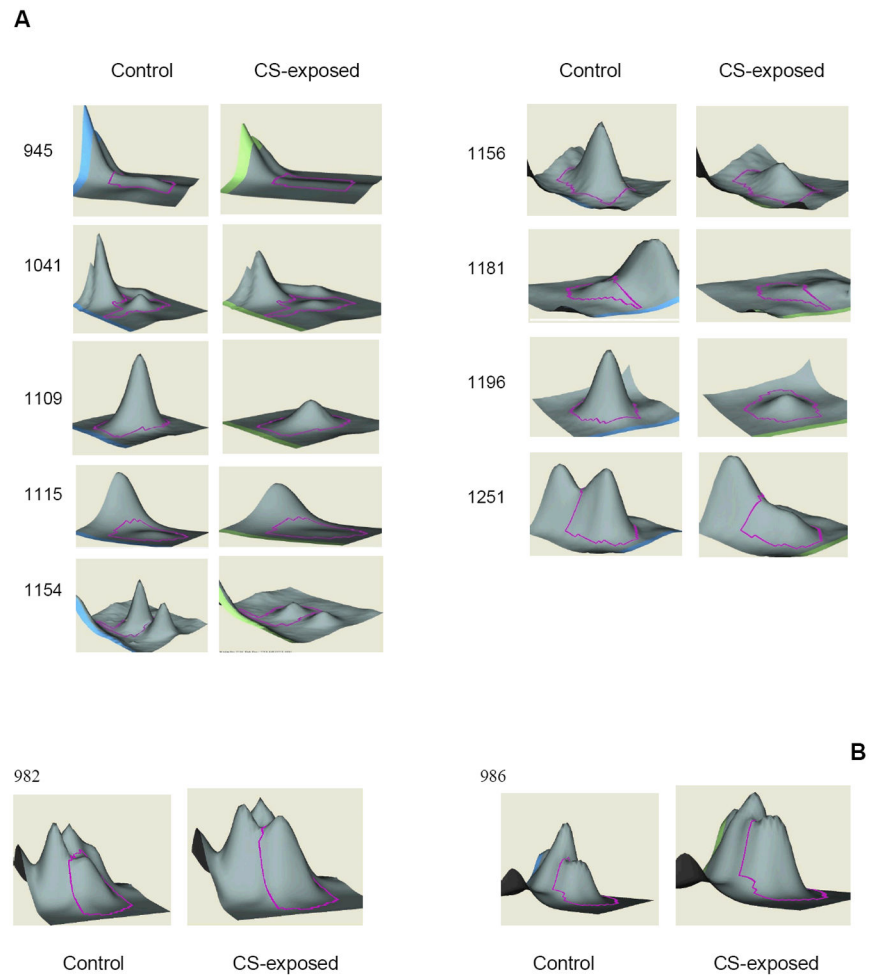 A
Control CS-exposed
945
1041
1109
1115
1154
Control CS-exposed
1156
1181
1196
1251
B
982
986
Control CS-exposed
Control CS-exposed